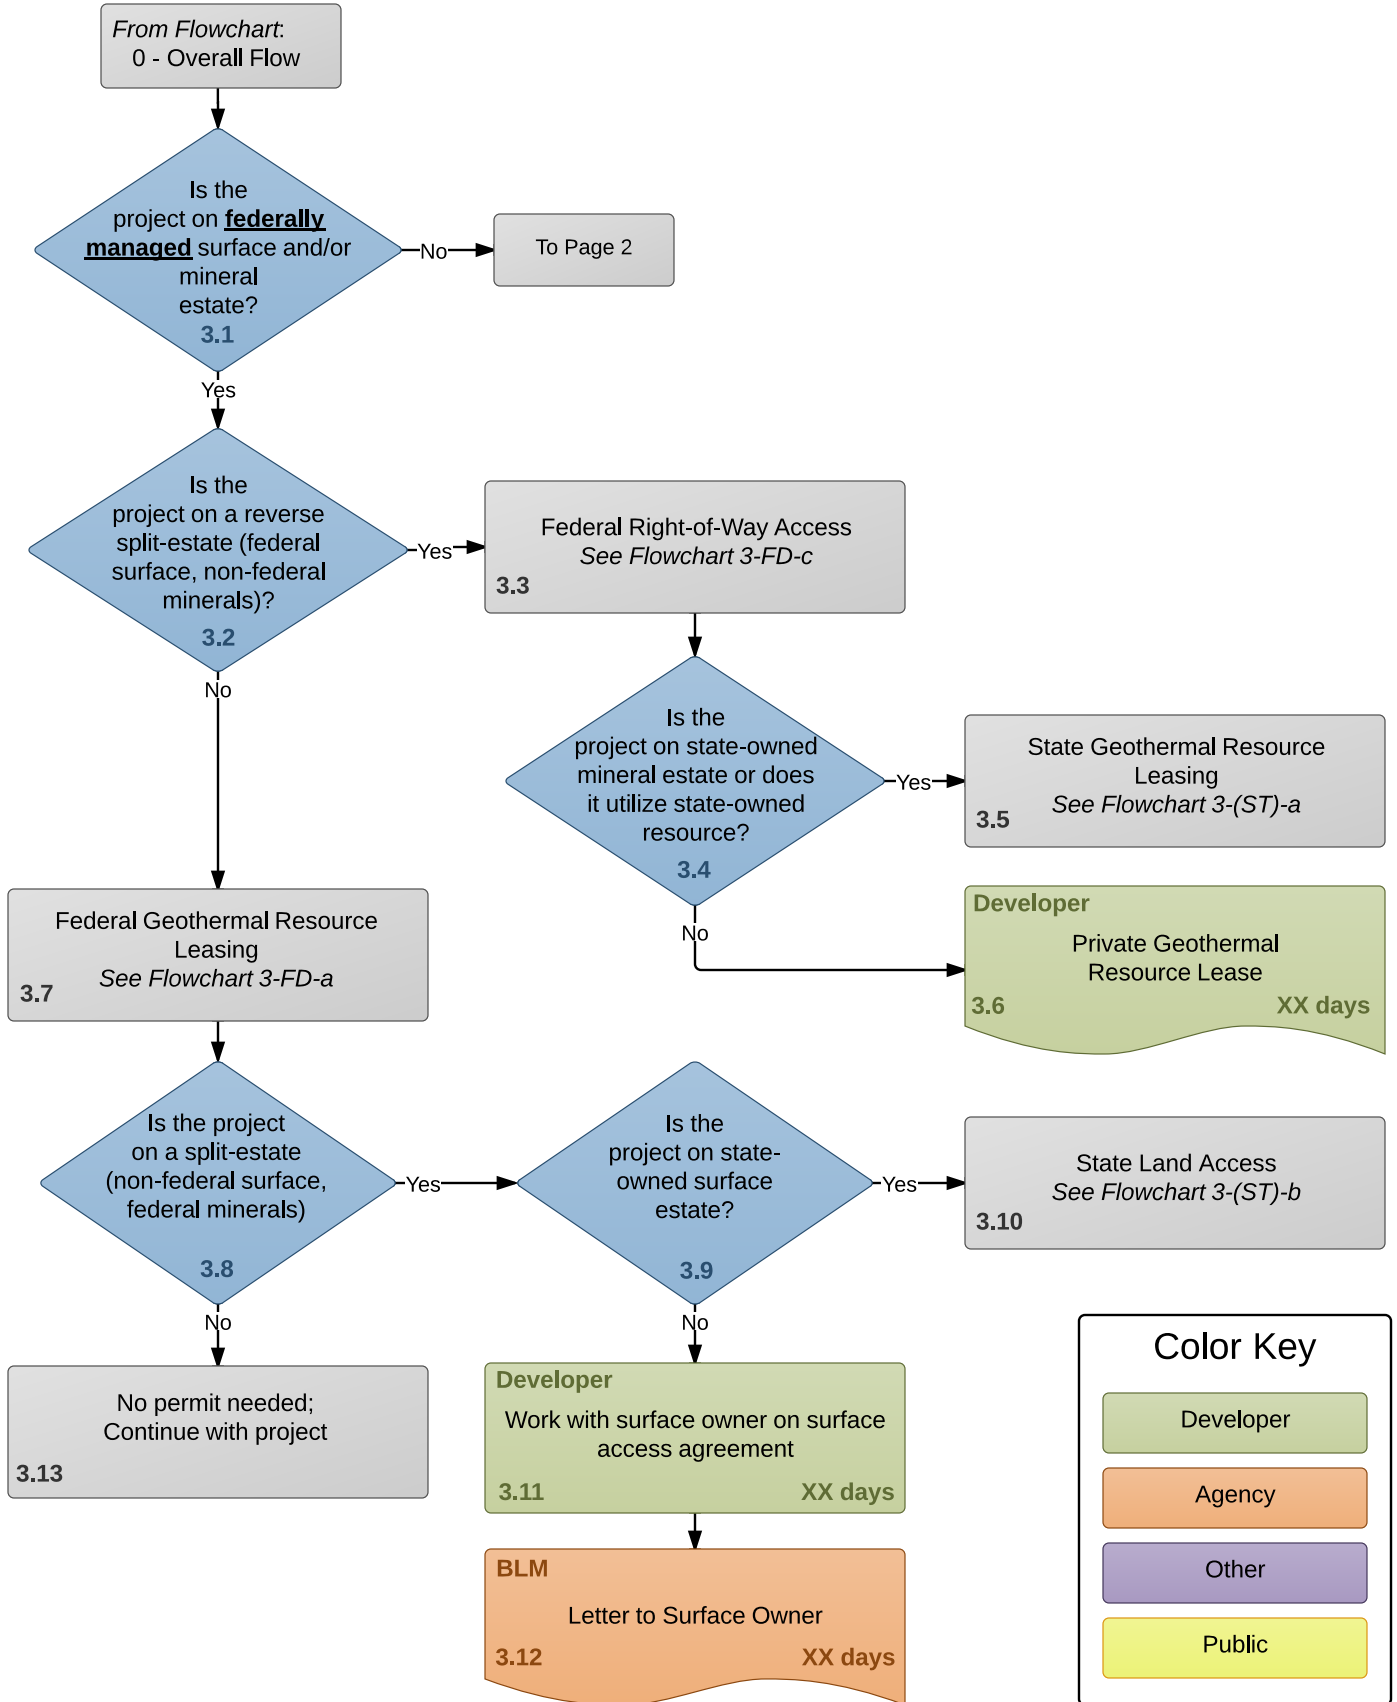 From Flowchart:
0 - Overall Flow
Is the
project on federally
managed surface and/or
mineral
estate?
3.1
No
To Page 2
Yes
Is the
project on a reverse
split-estate (federal
surface, non-federal
minerals)?
3.2
Yes
Federal Right-of-Way Access
See Flowchart 3-FD-c
3.3
No
Is the
project on state-owned
mineral estate or does
it utilize state-owned
resource?
3.4
Yes
State Geothermal Resource
Leasing
See Flowchart 3-(ST)-a
3.5
No
Developer
Private Geothermal
Resource Lease
3.6
XX days
Federal Geothermal Resource
Leasing
See Flowchart 3-FD-a
3.7
Is the project
on a split-estate
(non-federal surface,
federal minerals)
3.8
Yes
Is the
project on state-
owned surface
estate?
3.9
Yes
State Land Access
See Flowchart 3-(ST)-b
3.10
No
No
No permit needed;
Continue with project
3.13
Developer
Work with surface owner on surface
access agreement
3.11
XX days
BLM
Letter to Surface Owner
3.12
XX days
Color Key
Developer
Agency
Other
Public